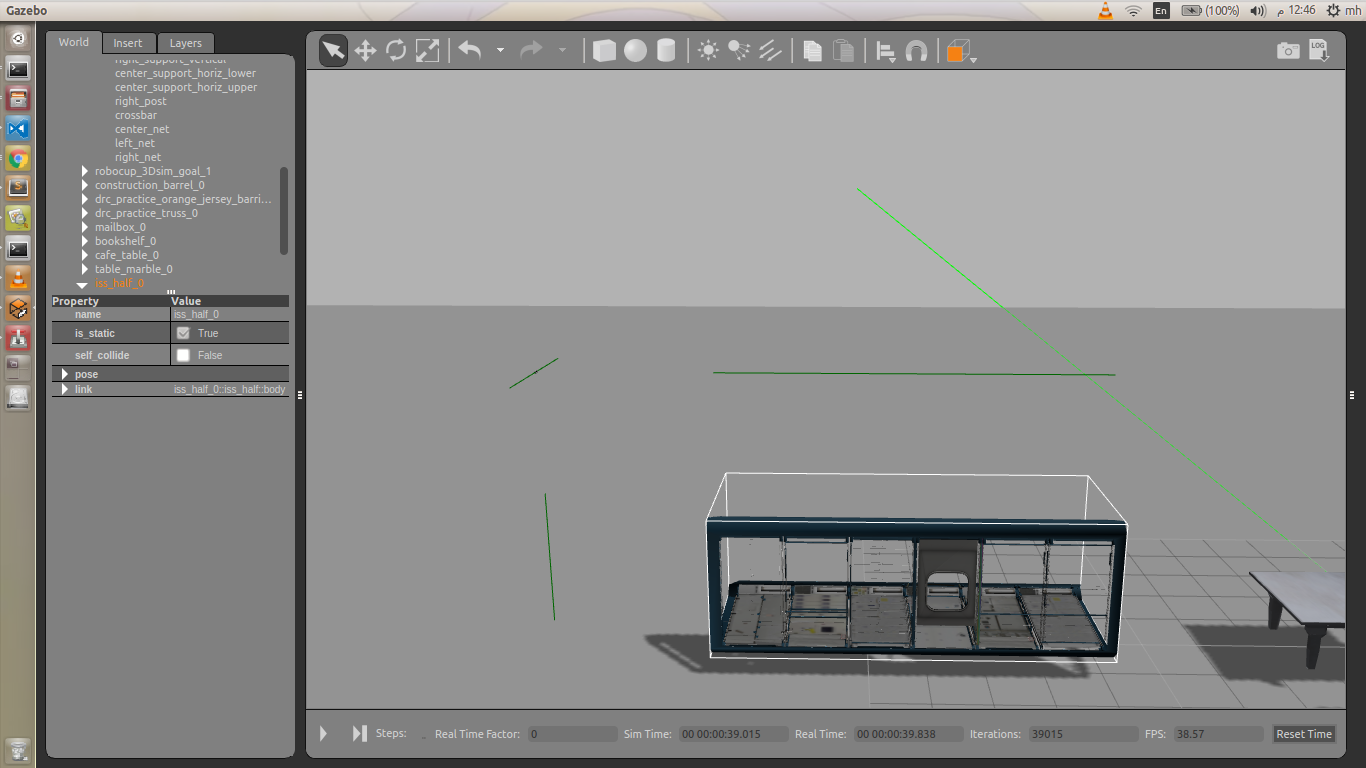 Gazebo
En
(100%)
12:46 م
mh
World
Insert
Layers
right_support_vertical
center_support_horiz_lower
center_support_horiz_upper
right_post
crossbar
center_net
left_net
right_net
robocup_3Dsim_goal_1
construction_barrel_0
drc_practice_orange_jersey_barri...
drc_practice_truss_0
mailbox_0
bookshelf_0
cafe_table_0
table_marble_0
iss_half_0
Property Value
name iss_half_0
is_static True
self_collide False
pose
link iss_half_0::iss_half::body
LOG
Steps: Real Time Factor: 0 Sim Time: 00 00:00:39.015 Real Time: 00 00:00:39.838 Iterations: 39015 FPS: 38.57 Reset Time